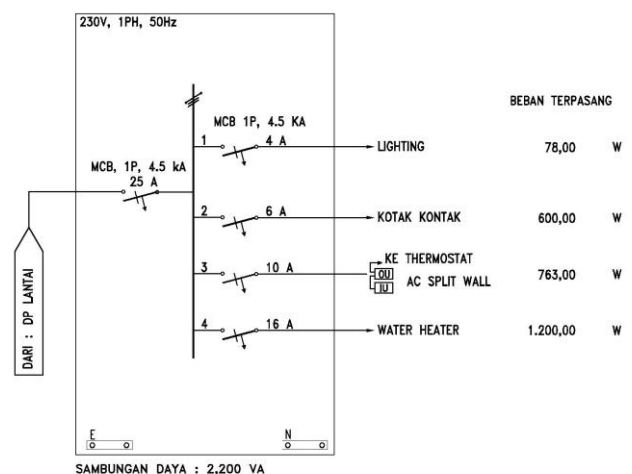 230V, 1PH, 50Hz
BEBAN TERPASANG
MCB 1P, 4.5 KA
1 4 A LIGHTING 78,00 W
MCB, 1P, 4.5 kA
25 A
2 6 A KOTAK KONTAK 600,00 W
KE THERMOSTAT
3 10 A OU AC SPLIT WALL 763,00 W
IU
4 16 A WATER HEATER 1.200,00 W
DARI : DP LANTAI
E N
SAMBUNGAN DAYA : 2,200 VA